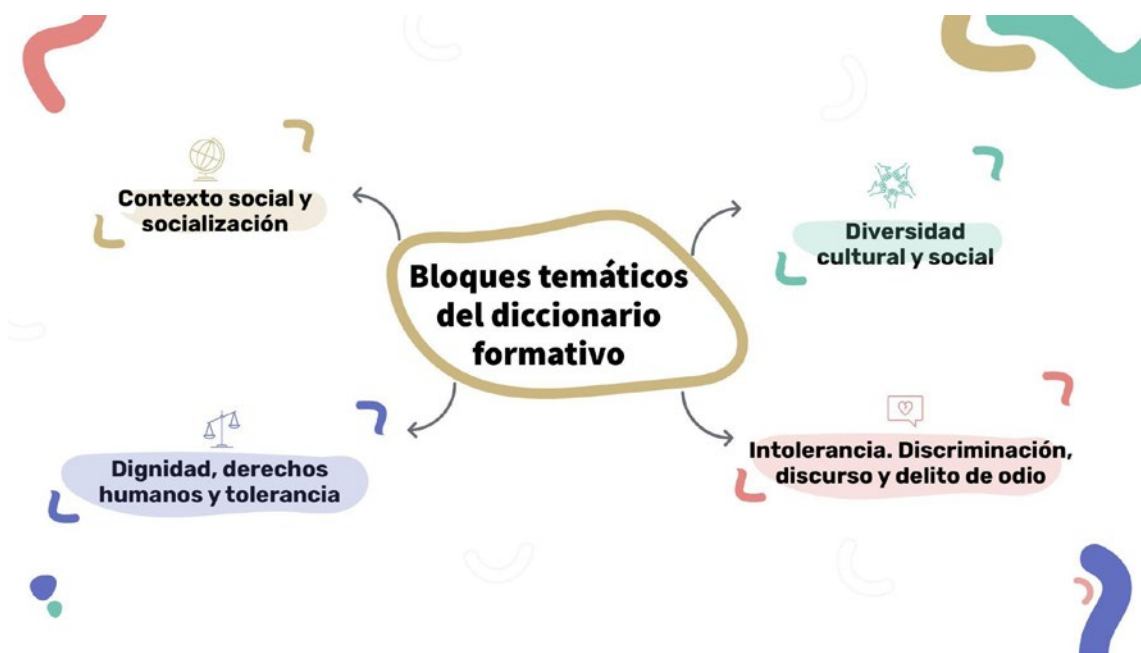 Contexto social y
socialización
Diversidad
cultural y social
Bloques temáticos
del diccionario
formativo
Dignidad, derechos
humanos y tolerancia
Intolerancia. Discriminación,
discurso y delito de odio